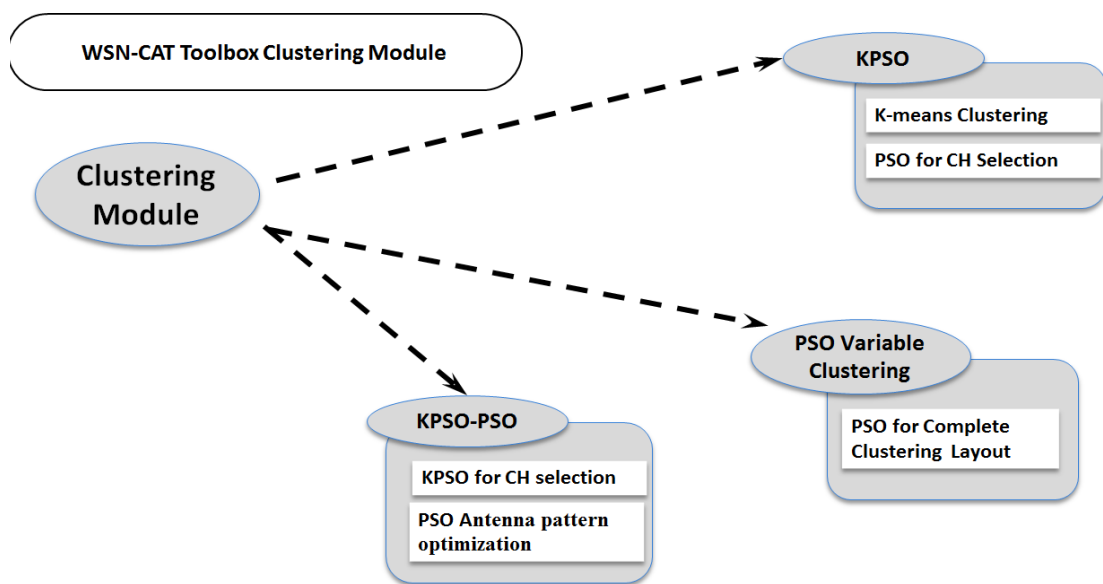 WSN-CAT Toolbox Clustering Module
KPSO
K-means Clustering
PSO for CH Selection
Clustering
Module
PSO Variable
Clustering
PSO for Complete
Clustering Layout
KPSO-PSO
KPSO for CH selection
PSO Antenna pattern
optimization